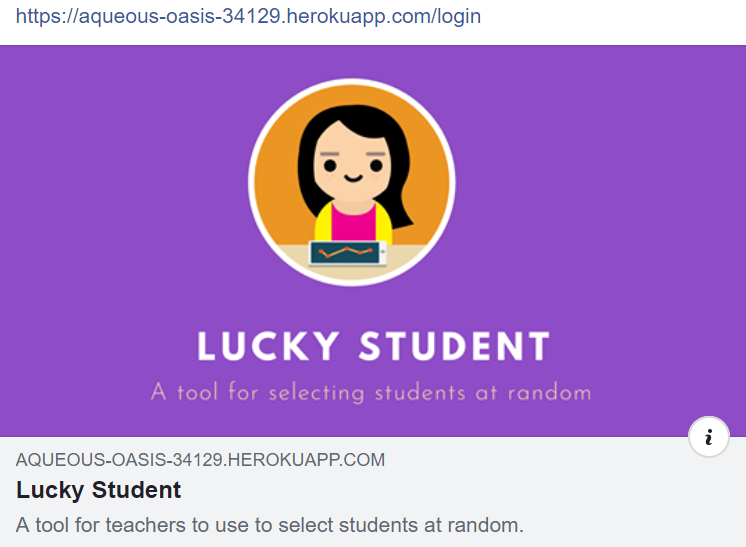 https://aqueous-oasis-34129.herokuapp.com/login
LUCKY STUDENT
A tool for selecting students at random
i
AQUEOUS-OASIS-34129.HEROKUAPP.COM
Lucky Student
A tool for teachers to use to select students at random.